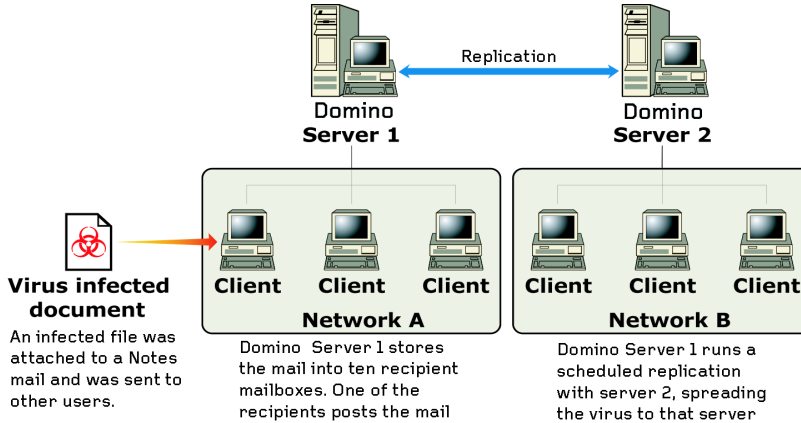 Replication
Domino
Server 1
Domino
Server 2
Client
Client
Client
Network A
Client
Client
Client
Network B
Virus infected
document
An infected file was
attached to a Notes
mail and was sent to
other users.
Domino Server 1 stores
the mail into ten recipient
mailboxes. One of the
recipients posts the mail
Domino Server 1 runs a
scheduled replication
with server 2, spreading
the virus to that server